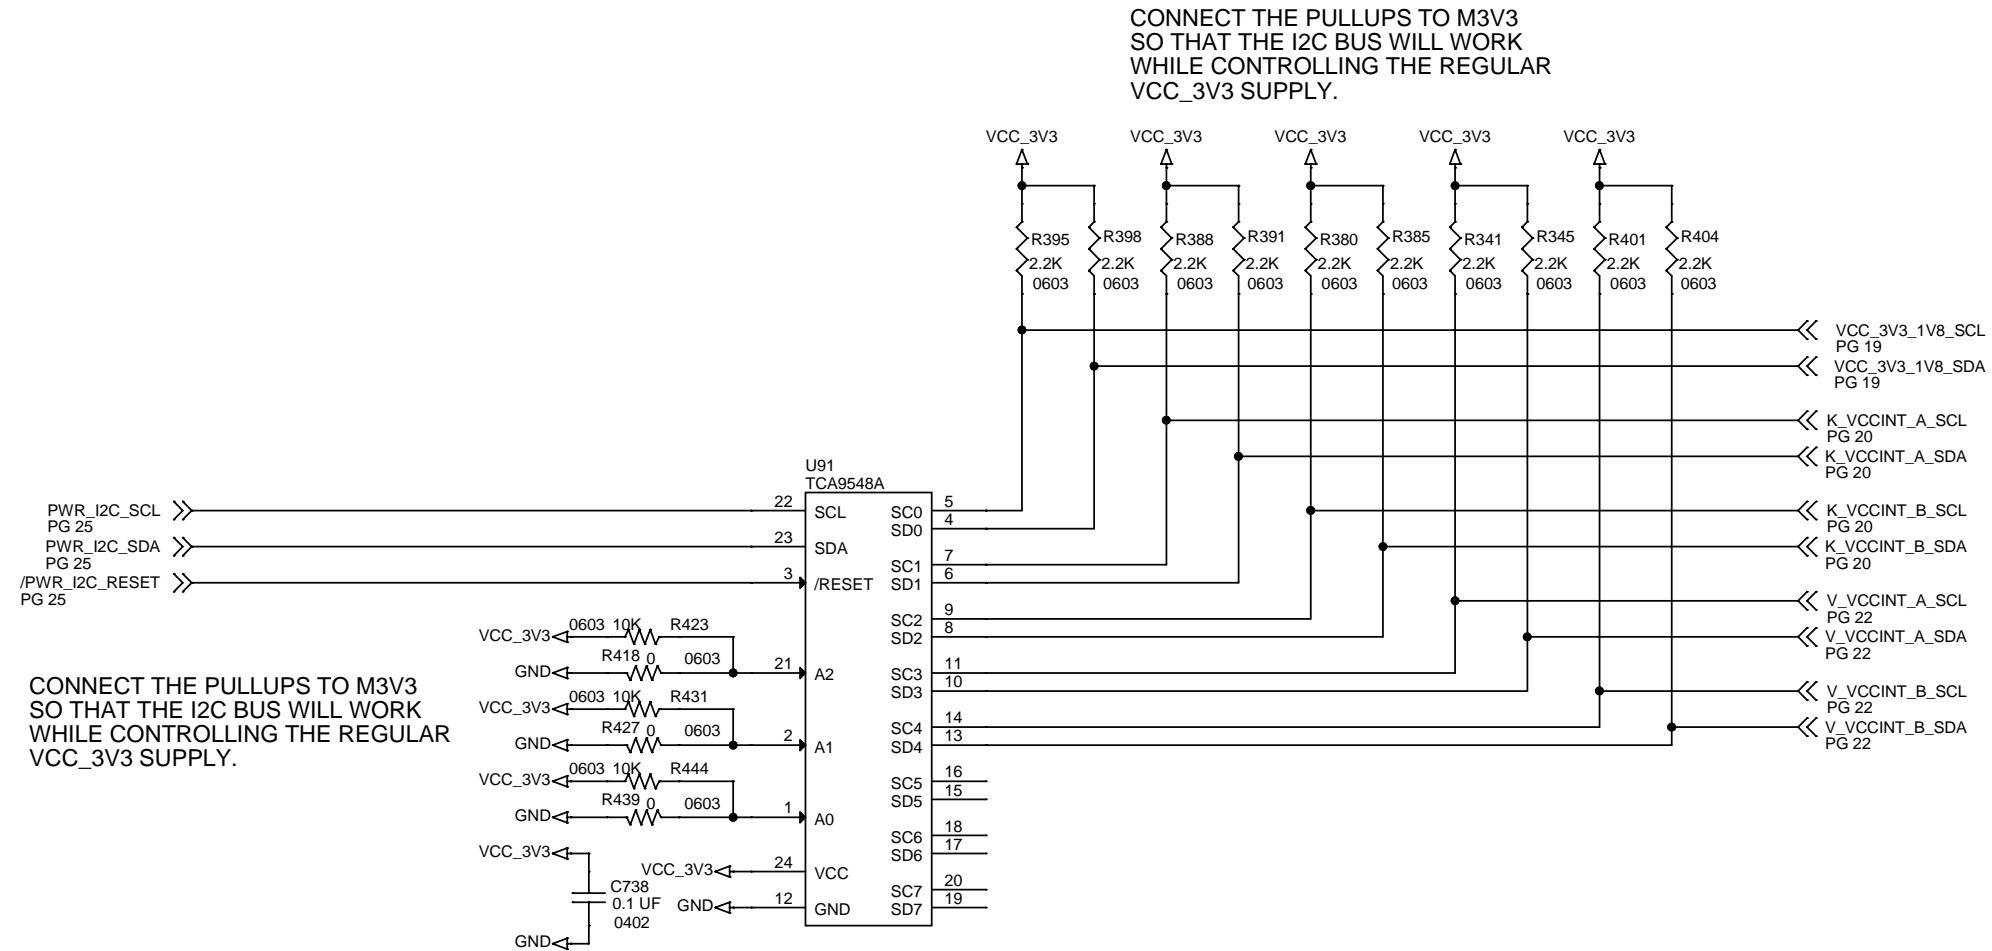 CONNECT THE PULLUPS TO M3V3
SO THAT THE I2C BUS WILL WORK
WHILE CONTROLLING THE REGULAR
VCC_3V3 SUPPLY.
VCC_3V3 VCC_3V3 VCC_3V3 VCC_3V3 VCC_3V3
R395 R398 R388 R391 R380 R385 R341 R345 R401 R404
2.2K 2.2K 2.2K 2.2K 2.2K 2.2K 2.2K 2.2K 2.2K 2.2K
0603 0603 0603 0603 0603 0603 0603 0603 0603 0603
VCC_3V3_1V8_SCL
PG 19
VCC_3V3_1V8_SDA
PG 19
K_VCCINT_A_SCL
PG 20
K_VCCINT_A_SDA
PG 20
K_VCCINT_B_SCL
PG 20
K_VCCINT_B_SDA
PG 20
V_VCCINT_A_SCL
PG 22
V_VCCINT_A_SDA
PG 22
V_VCCINT_B_SCL
PG 22
V_VCCINT_B_SDA
PG 22
U91
TCA9548A
PWR_I2C_SCL
PG 25
PWR_I2C_SDA
PG 25
/PWR_I2C_RESET
PG 25
22 SCL
23 SDA
3 /RESET
VCC_3V3 0603 10K R423
GND R418 0 0603 21 A2
VCC_3V3 0603 10K R431
GND R427 0 0603 2 A1
VCC_3V3 0603 10K R444
GND R439 0 0603 1 A0
VCC_3V3 24 VCC
GND 12 GND
VCC_3V3
C738
0.1 UF
0402
GND
SC0 5
SD0 4
SC1 7
SD1 6
SC2 9
SD2 8
SC3 11
SD3 10
SC4 14
SD4 13
SC5 16
SD5 15
SC6 18
SD6 17
SC7 20
SD7 19
CONNECT THE PULLUPS TO M3V3
SO THAT THE I2C BUS WILL WORK
WHILE CONTROLLING THE REGULAR
VCC_3V3 SUPPLY.